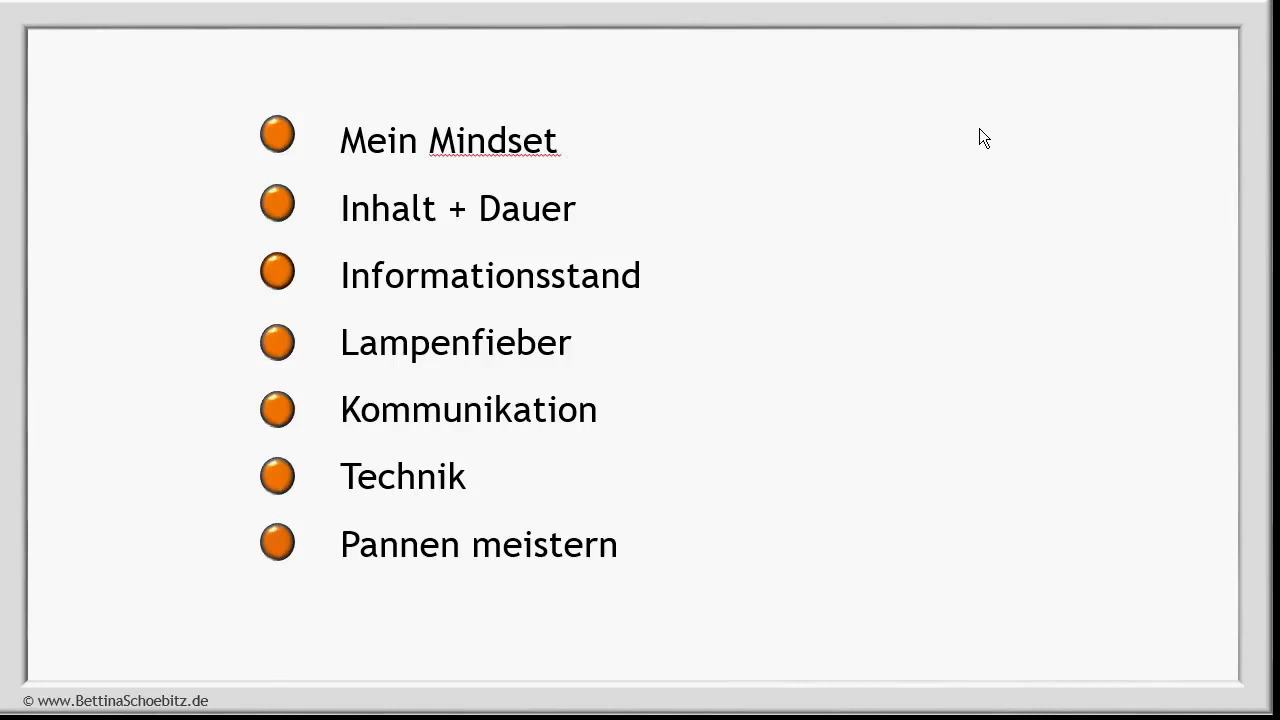 Mein Mindset
Inhalt + Dauer
Informationsstand
Lampenfieber
Kommunikation
Technik
Pannen meistern
© www.BettinaSchoebitz.de